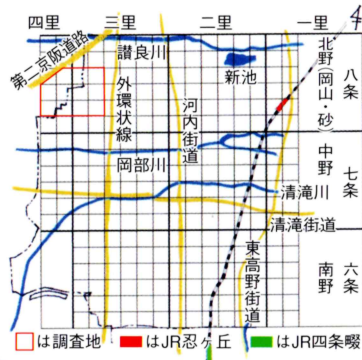 四里 三里 二里 一里
第二京阪道路
讃良川
新池
外環状線
河内街道
岡部川
清滝川
清滝街道
東高野街道
北野(岡山・砂)
中野
南野
八条
七条
六条
は調査地 はJR忍ヶ丘 はJR四条畷